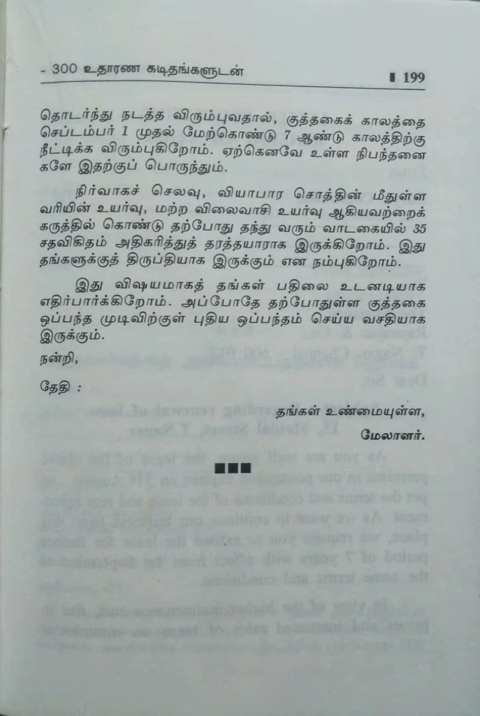 - 300 உதாரண கடிதங்களுடன்
199
தொடர்ந்து நடத்த விரும்புவதால், குத்தகைக் காலத்தை
செப்டம்பர் 1 முதல் மேற்கொண்டு 7 ஆண்டு காலத்திற்கு
நீட்டிக்க விரும்புகிறோம். ஏற்கெனவே உள்ள நிபந்தனை
களே இதற்குப் பொருந்தும்.
நிர்வாகச் செலவு, வியாபார சொத்தின் மீதுள்ள
வரியின் உயர்வு, மற்ற விலைவாசி உயர்வு ஆகியவற்றைக்
கருத்தில் கொண்டு தற்போது தந்து வரும் வாடகையில் 35
சதவிகிதம் அதிகரித்துத் தரத்தயாராக இருக்கிறோம். இது
தங்களுக்குத் திருப்தியாக இருக்கும் என நம்புகிறோம்.
இது விஷயமாகத் தங்கள் பதிலை உடனடியாக
எதிர்பார்க்கிறோம். அப்போதே தற்போதுள்ள குத்தகை
ஒப்பந்த முடிவிற்குள் புதிய ஒப்பந்தம் செய்ய வசதியாக
இருக்கும்.
நன்றி,
தேதி :
தங்கள் உண்மையுள்ள,
மேலாளர்.